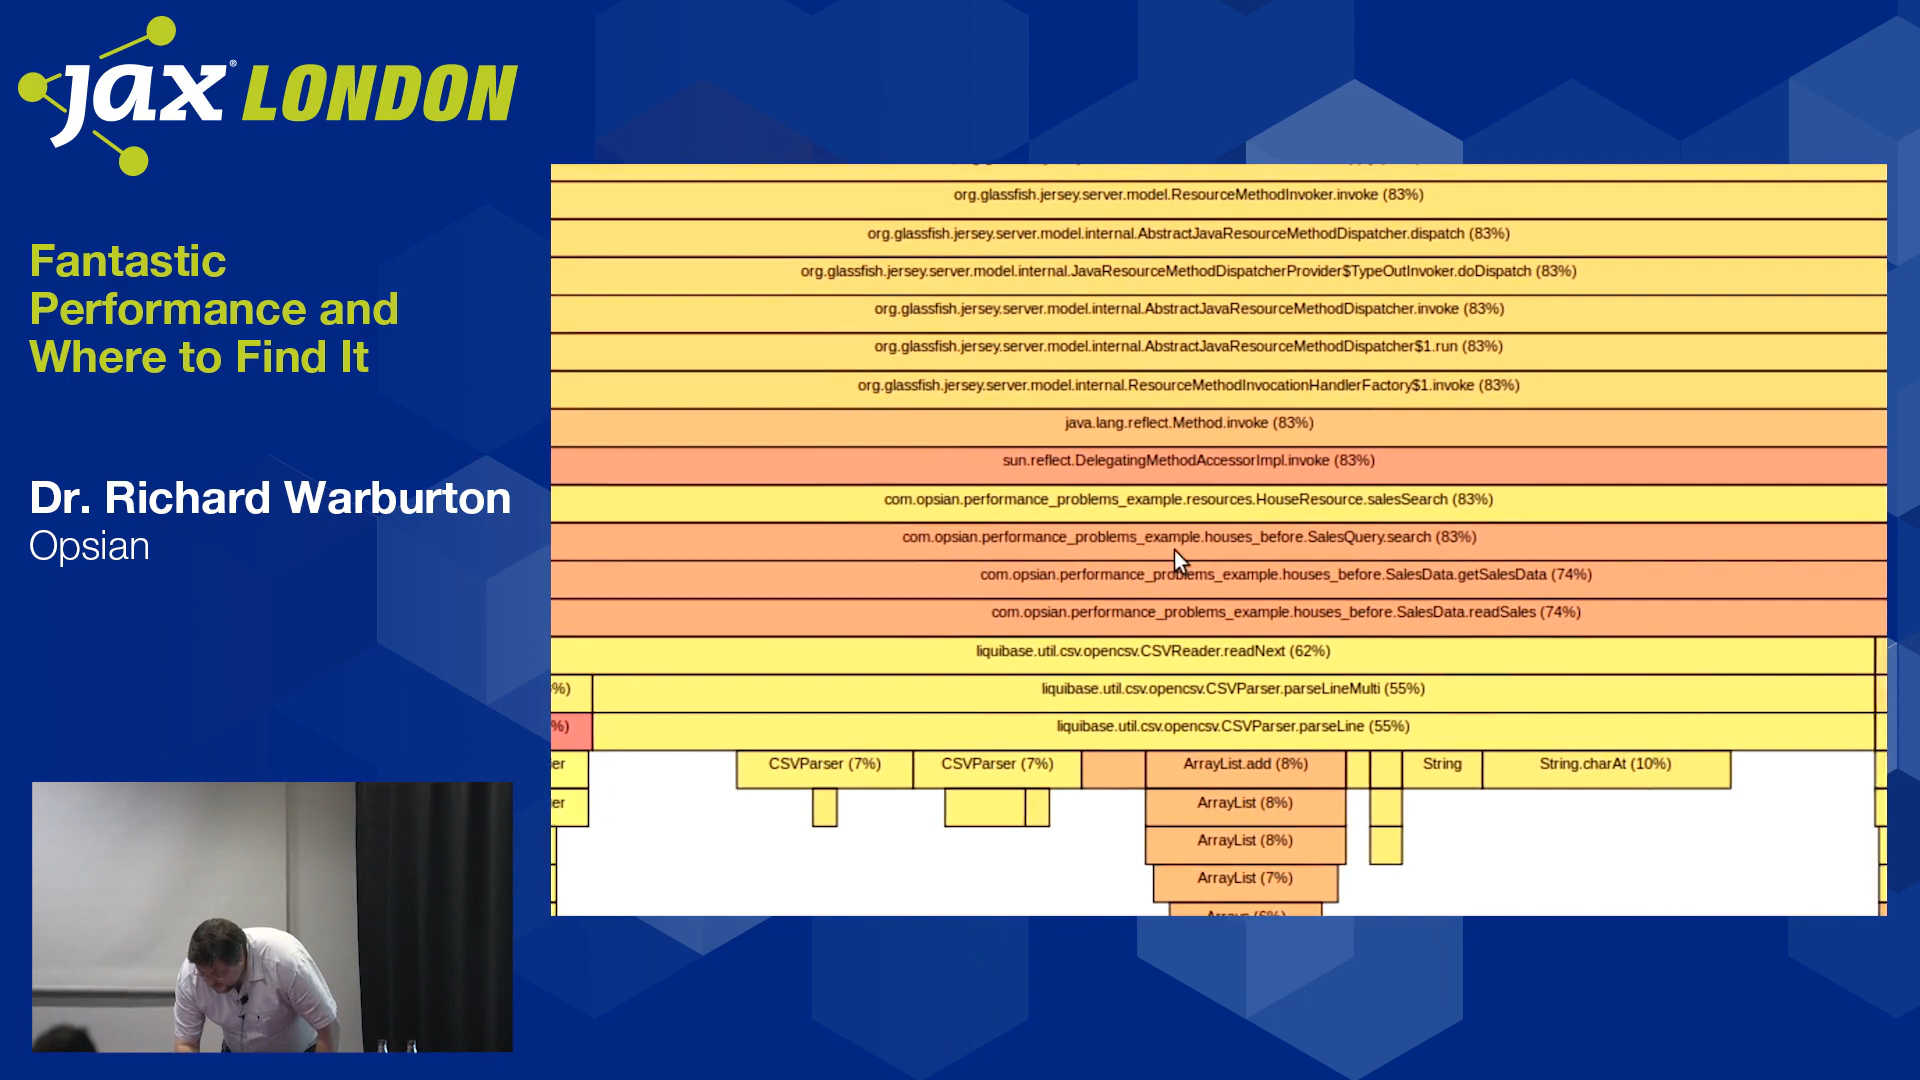 jax® LONDON
Fantastic
Performance and
Where to Find It
Dr. Richard Warburton
Opsian
org.glassfish.jersey.server.model.ResourceMethodInvoker.invoke (83%)
org.glassfish.jersey.server.model.internal.AbstractJavaResourceMethodDispatcher.dispatch (83%)
org.glassfish.jersey.server.model.internal.JavaResourceMethodDispatcherProvider$TypeOutInvoker.doDispatch (83%)
org.glassfish.jersey.server.model.internal.AbstractJavaResourceMethodDispatcher.invoke (83%)
org.glassfish.jersey.server.model.internal.AbstractJavaResourceMethodDispatcher$1.run (83%)
org.glassfish.jersey.server.model.internal.ResourceMethodInvocationHandlerFactory$1.invoke (83%)
java.lang.reflect.Method.invoke (83%)
sun.reflect.DelegatingMethodAccessorImpl.invoke (83%)
com.opsian.performance_problems_example.resources.HouseResource.salesSearch (83%)
com.opsian.performance_problems_example.houses_before.SalesQuery.search (83%)
com.opsian.performance_problems_example.houses_before.SalesData.getSalesData (74%)
com.opsian.performance_problems_example.houses_before.SalesData.readSales (74%)
liquibase.util.csv.opencsv.CSVReader.readNext (62%)
%) liquibase.util.csv.opencsv.CSVParser.parseLineMulti (55%)
%) liquibase.util.csv.opencsv.CSVParser.parseLine (55%)
er CSVParser (7%) CSVParser (7%) ArrayList.add (8%) String String.charAt (10%)
er ArrayList (8%)
ArrayList (8%)
ArrayList (7%)
Arrays (6%)